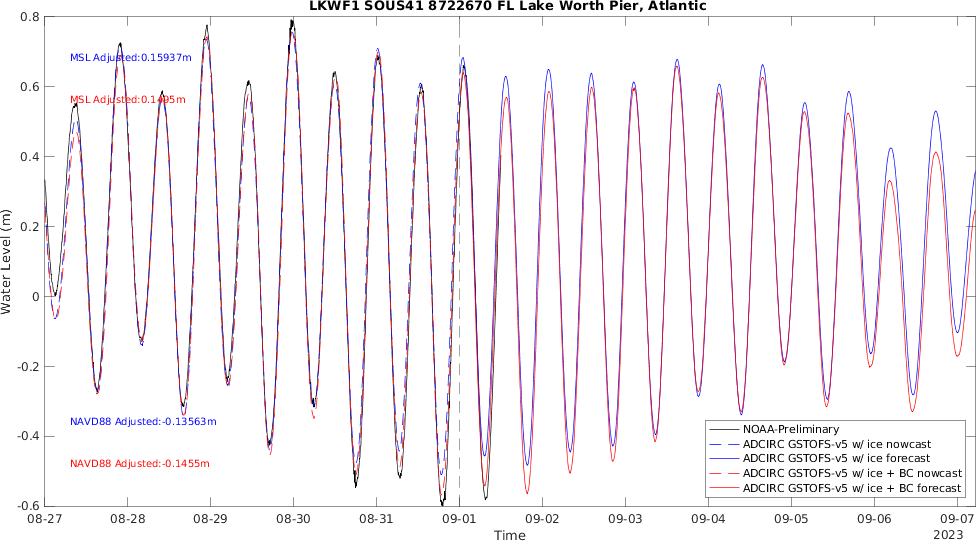 LKWF1 SOUS41 8722670 FL Lake Worth Pier, Atlantic
Water Level (m)
0.8
0.6
0.4
0.2
0
-0.2
-0.4
-0.6
MSL Adjusted:0.15937m
MSL Adjusted:0.1495m
NAVD88 Adjusted:-0.13563m
NAVD88 Adjusted:-0.1455m
NOAA-Preliminary
ADCIRC GSTOFS-v5 w/ ice nowcast
ADCIRC GSTOFS-v5 w/ ice forecast
ADCIRC GSTOFS-v5 w/ ice + BC nowcast
ADCIRC GSTOFS-v5 w/ ice + BC forecast
08-27 08-28 08-29 08-30 08-31 09-01 09-02 09-03 09-04 09-05 09-06 09-07
Time
2023